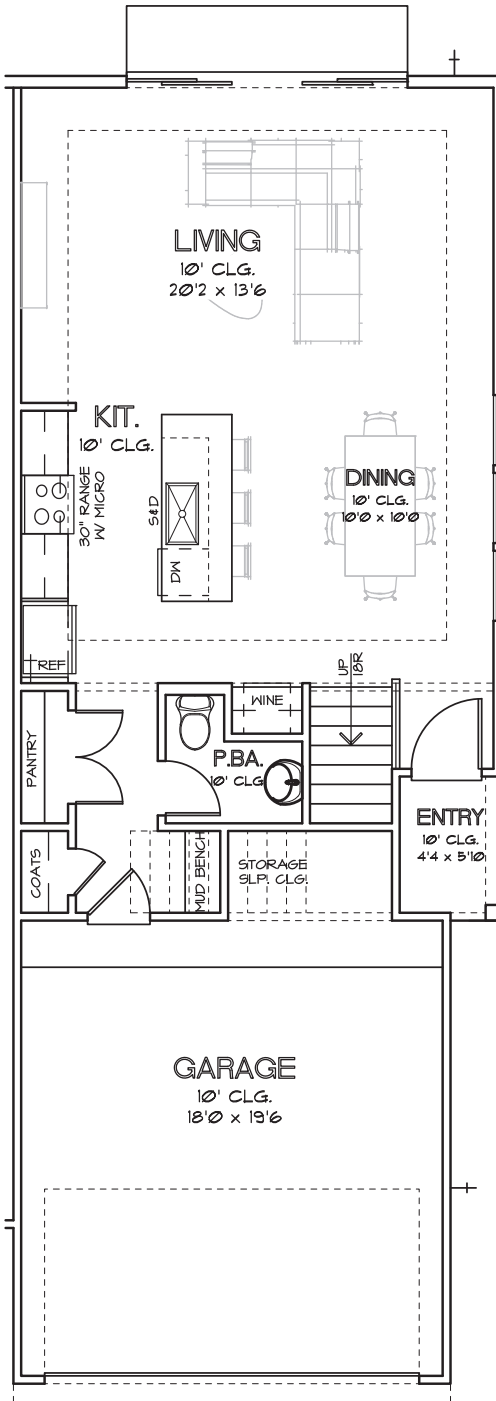 LIVING
10' CLG.
20'2 x 13'6
KIT.
10' CLG.
30" RANGE
W/ MICRO
S&D
DW
DINING
10' CLG.
10'0 x 10'0
REF
UP
18R
WINE
PANTRY
P.BA.
10' CLG
ENTRY
10' CLG.
4'4 x 5'10
COATS
MUD BENCH
STORAGE
SLP. CLG.
GARAGE
10' CLG.
18'0 x 19'6